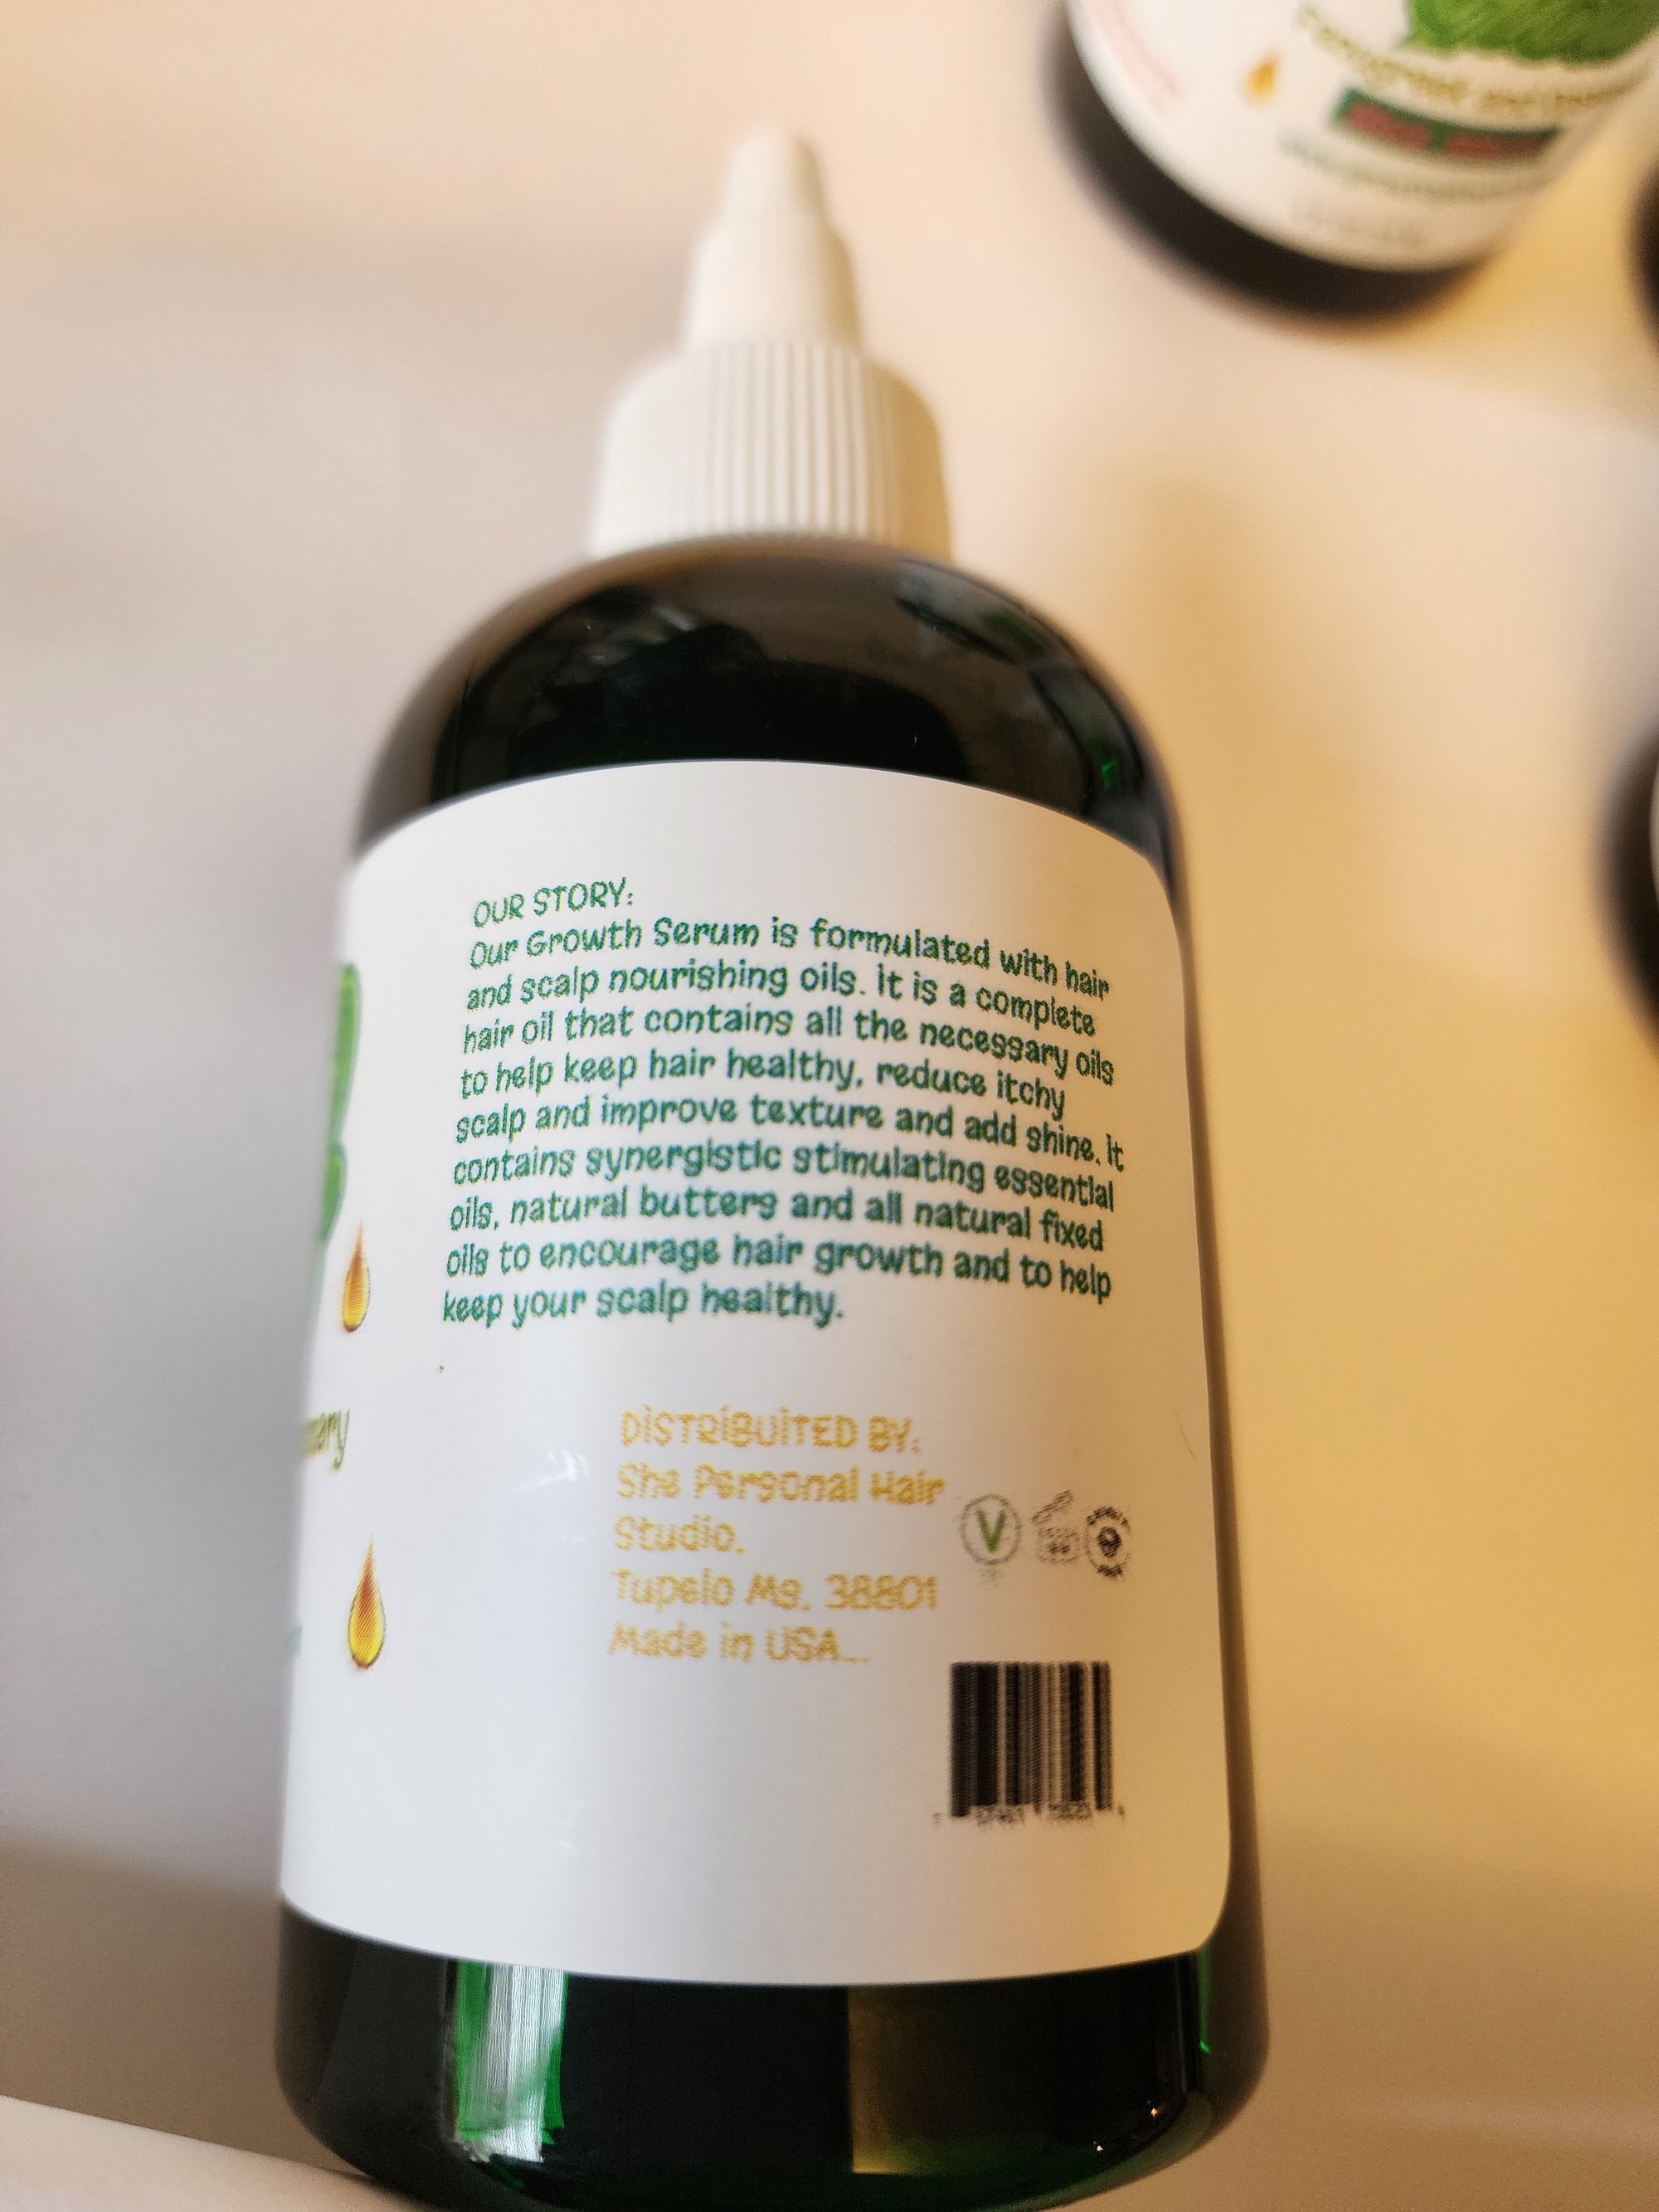 OUR STORY:
Our Growth Serum is formulated with hair
and scalp nourishing oils. It is a complete
hair oil that contains all the necessary oils
to help keep hair healthy, reduce itchy
scalp and improve texture and add shine. It
contains synergistic stimulating essential
oils, natural butters and all natural fixed
oils to encourage hair growth and to help
keep your scalp healthy.
DISTRIBUITED BY:
She Personal Hair
Studio.
Tupelo Ms. 38801
Made in USA...
V